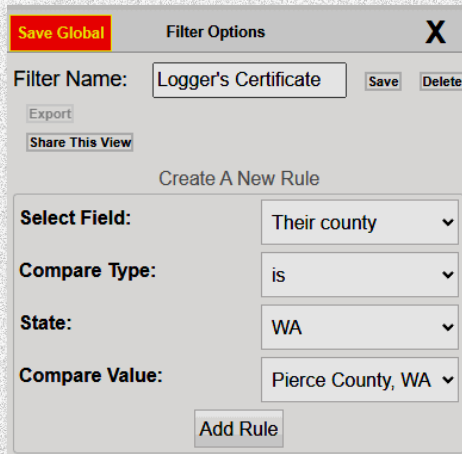 Save Global Filter Options X
Filter Name: Logger's Certificate Save Delete
Export
Share This View
Create A New Rule
Select Field: Their county
Compare Type: is
State: WA
Compare Value: Pierce County, WA
Add Rule